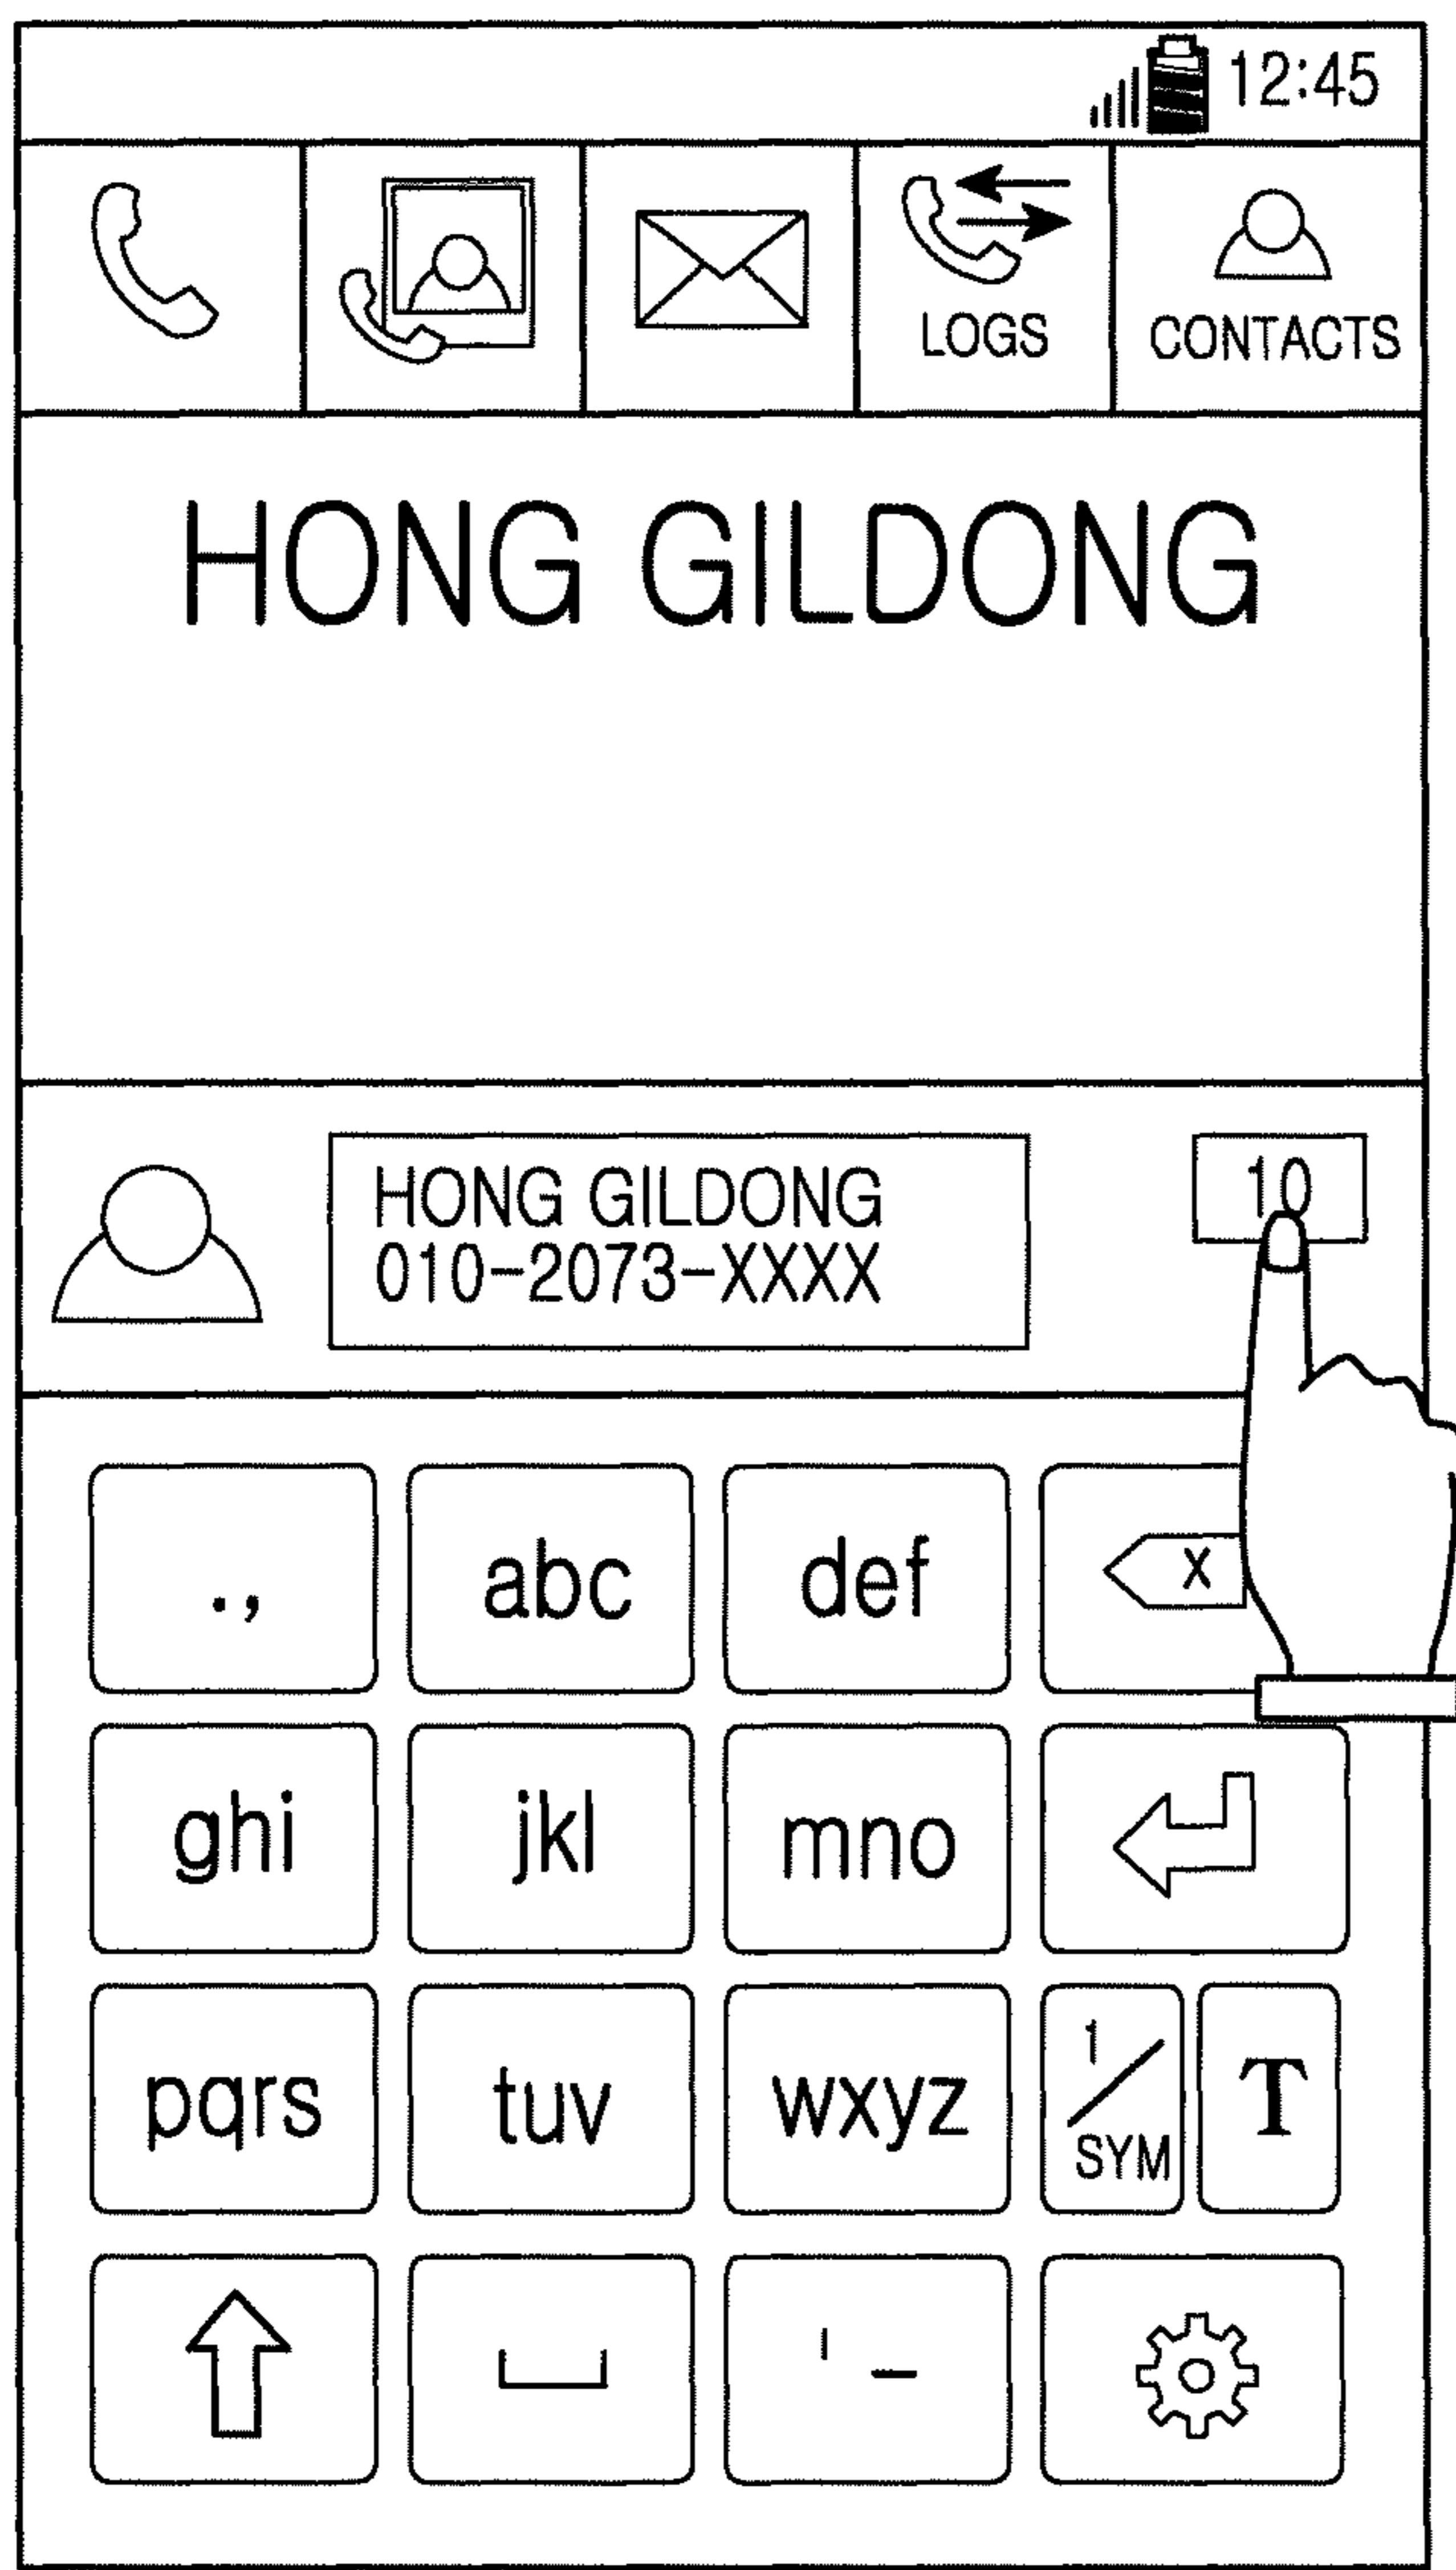 12:45
LOGS
CONTACTS
HONG GILDONG
HONG GILDONG
010-2073-XXXX
10
., abc def X
ghi jkl mno
pqrs tuv wxyz 1/SYM T
' -